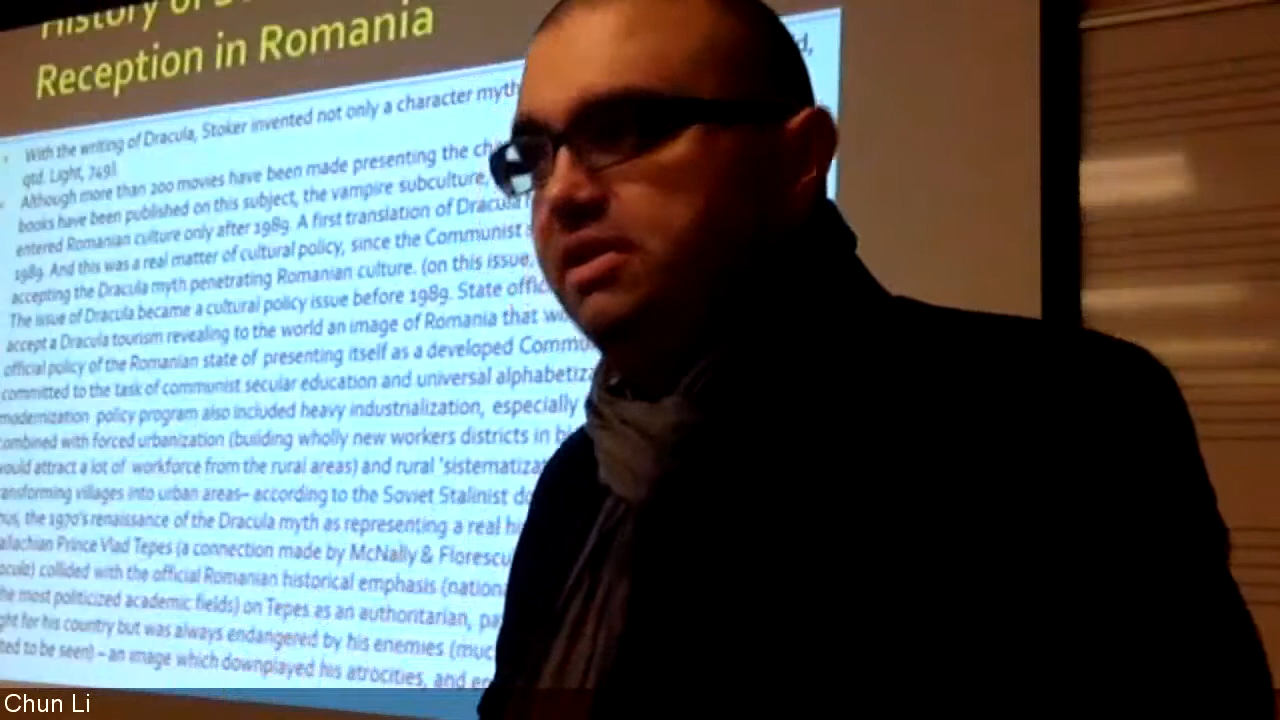 History of
Reception in Romania
With the writing of Dracula, Stoker invented not only a character myth
d,
qtd. Light, 749).
Although more than 200 movies have been made presenting the
books have been published on this subject, the vampire subculture,
entered Romanian culture only after 1989. A first translation of Dracula
1989. And this was a real matter of cultural policy, since the Communist
accepting the Dracula myth penetrating Romanian culture. (on this issue,
The issue of Dracula became a cultural policy issue before 1989. State
accept a Dracula tourism revealing to the world an image of Romania that
official policy of the Romanian state of presenting itself as a developed
committed to the task of communist secular education and universal
modernization policy program also included heavy industrialization, especially
combined with forced urbanization (building wholly new workers districts in
would attract a lot of workforce from the rural areas) and rural
transforming villages into urban areas– according to the Soviet Stalinist
the 1970's renaissance of the Dracula myth as representing a real
Prince Vlad Tepes (a connection made by McNally & Florescu
collided with the official Romanian historical emphasis
the most politicized academic fields) on Tepes as an authoritarian,
for his country but was always endangered by his enemies
to be seen) – an image which downplayed his atrocities, and
Chun Li